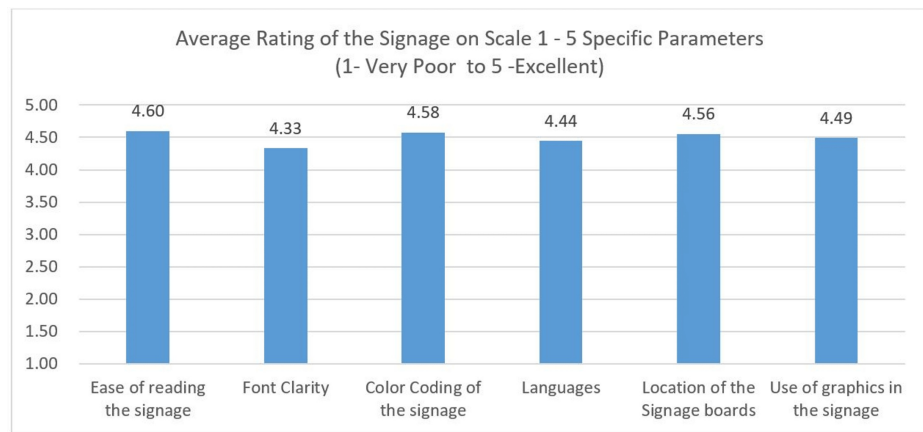 Average Rating of the Signage on Scale 1 - 5 Specific Parameters
(1- Very Poor to 5 -Excellent)
5.00
4.50
4.00
3.50
3.00
2.50
2.00
1.50
1.00
4.60
4.33
4.58
4.44
4.56
4.49
Ease of reading
the signage
Font Clarity
Color Coding of
the signage
Languages
Location of the
Signage boards
Use of graphics in
the signage